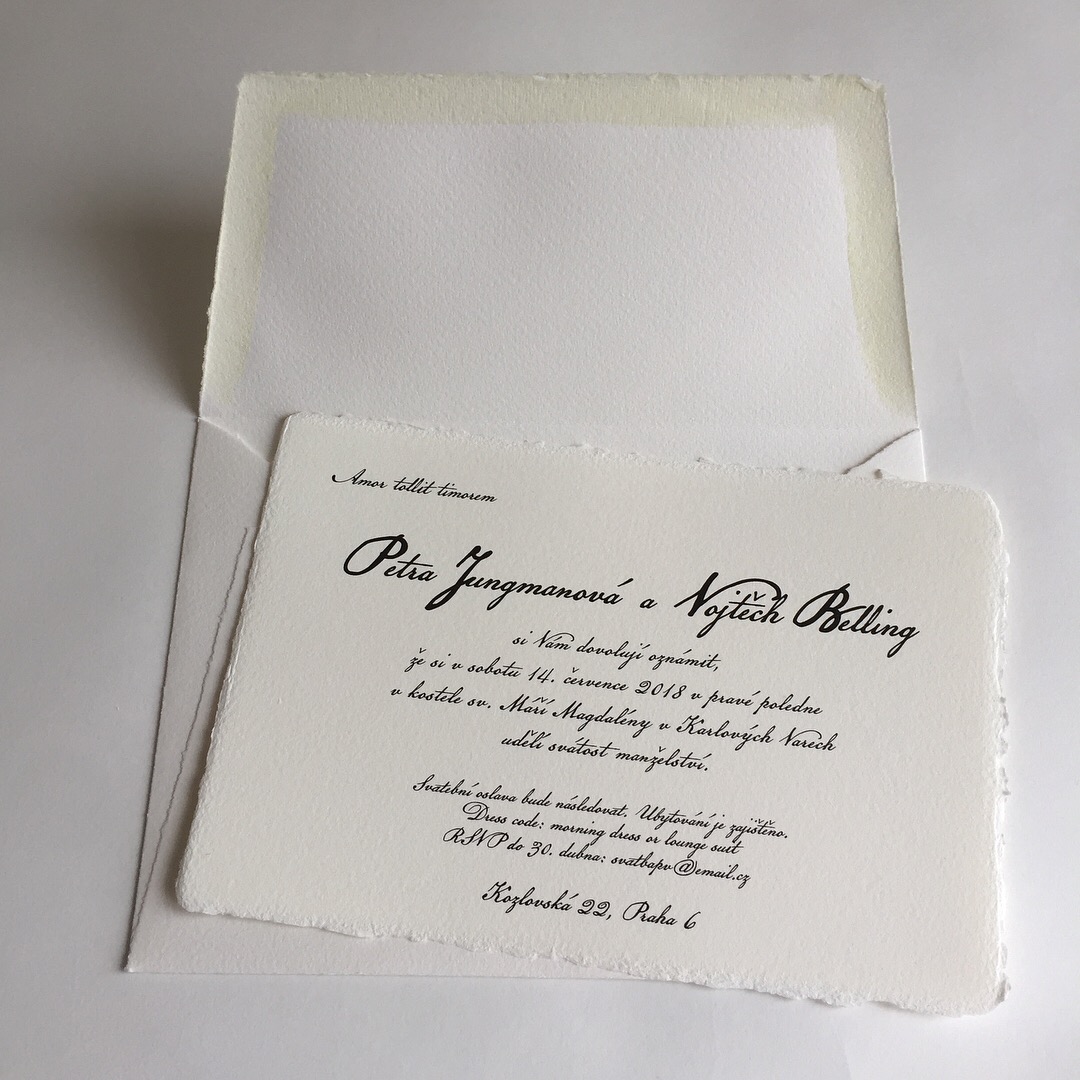 Amor tollit timorem
Petra Jungmanová a Vojtěch Belling
si Vám dovolují oznámit,
že si v sobotu 14. července 2018 v pravé poledne
v kostele sv. Máří Magdalény v Karlových Varech
udělí svátost manželství.
Svatební oslava bude následovat. Ubytování je zajištěno.
Dress code: morning dress or lounge suit
RSVP do 30. dubna: svatbapv@email.cz
Kozlovská 22, Praha 6